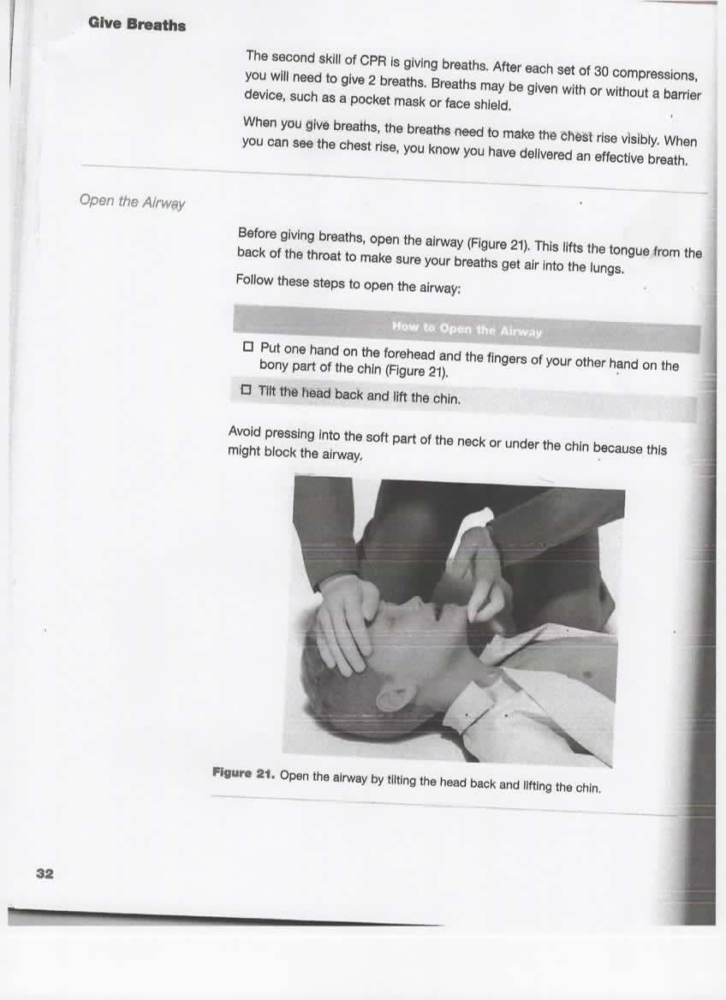 Give Breaths
The second skill of CPR is giving breaths. After each set of 30 compressions,
you will need to give 2 breaths. Breaths may be given with or without a barrier
device, such as a pocket mask or face shield.
When you give breaths, the breaths need to make the chest rise visibly. When
you can see the chest rise, you know you have delivered an effective breath.
Open the Airway
Before giving breaths, open the airway (Figure 21). This lifts the tongue from the
back of the throat to make sure your breaths get air into the lungs.
Follow these steps to open the airway:
How to Open the Airway
☐ Put one hand on the forehead and the fingers of your other hand on the
bony part of the chin (Figure 21).
☐ Tilt the head back and lift the chin.
Avoid pressing into the soft part of the neck or under the chin because this
might block the airway.
Figure 21. Open the airway by tilting the head back and lifting the chin.
32